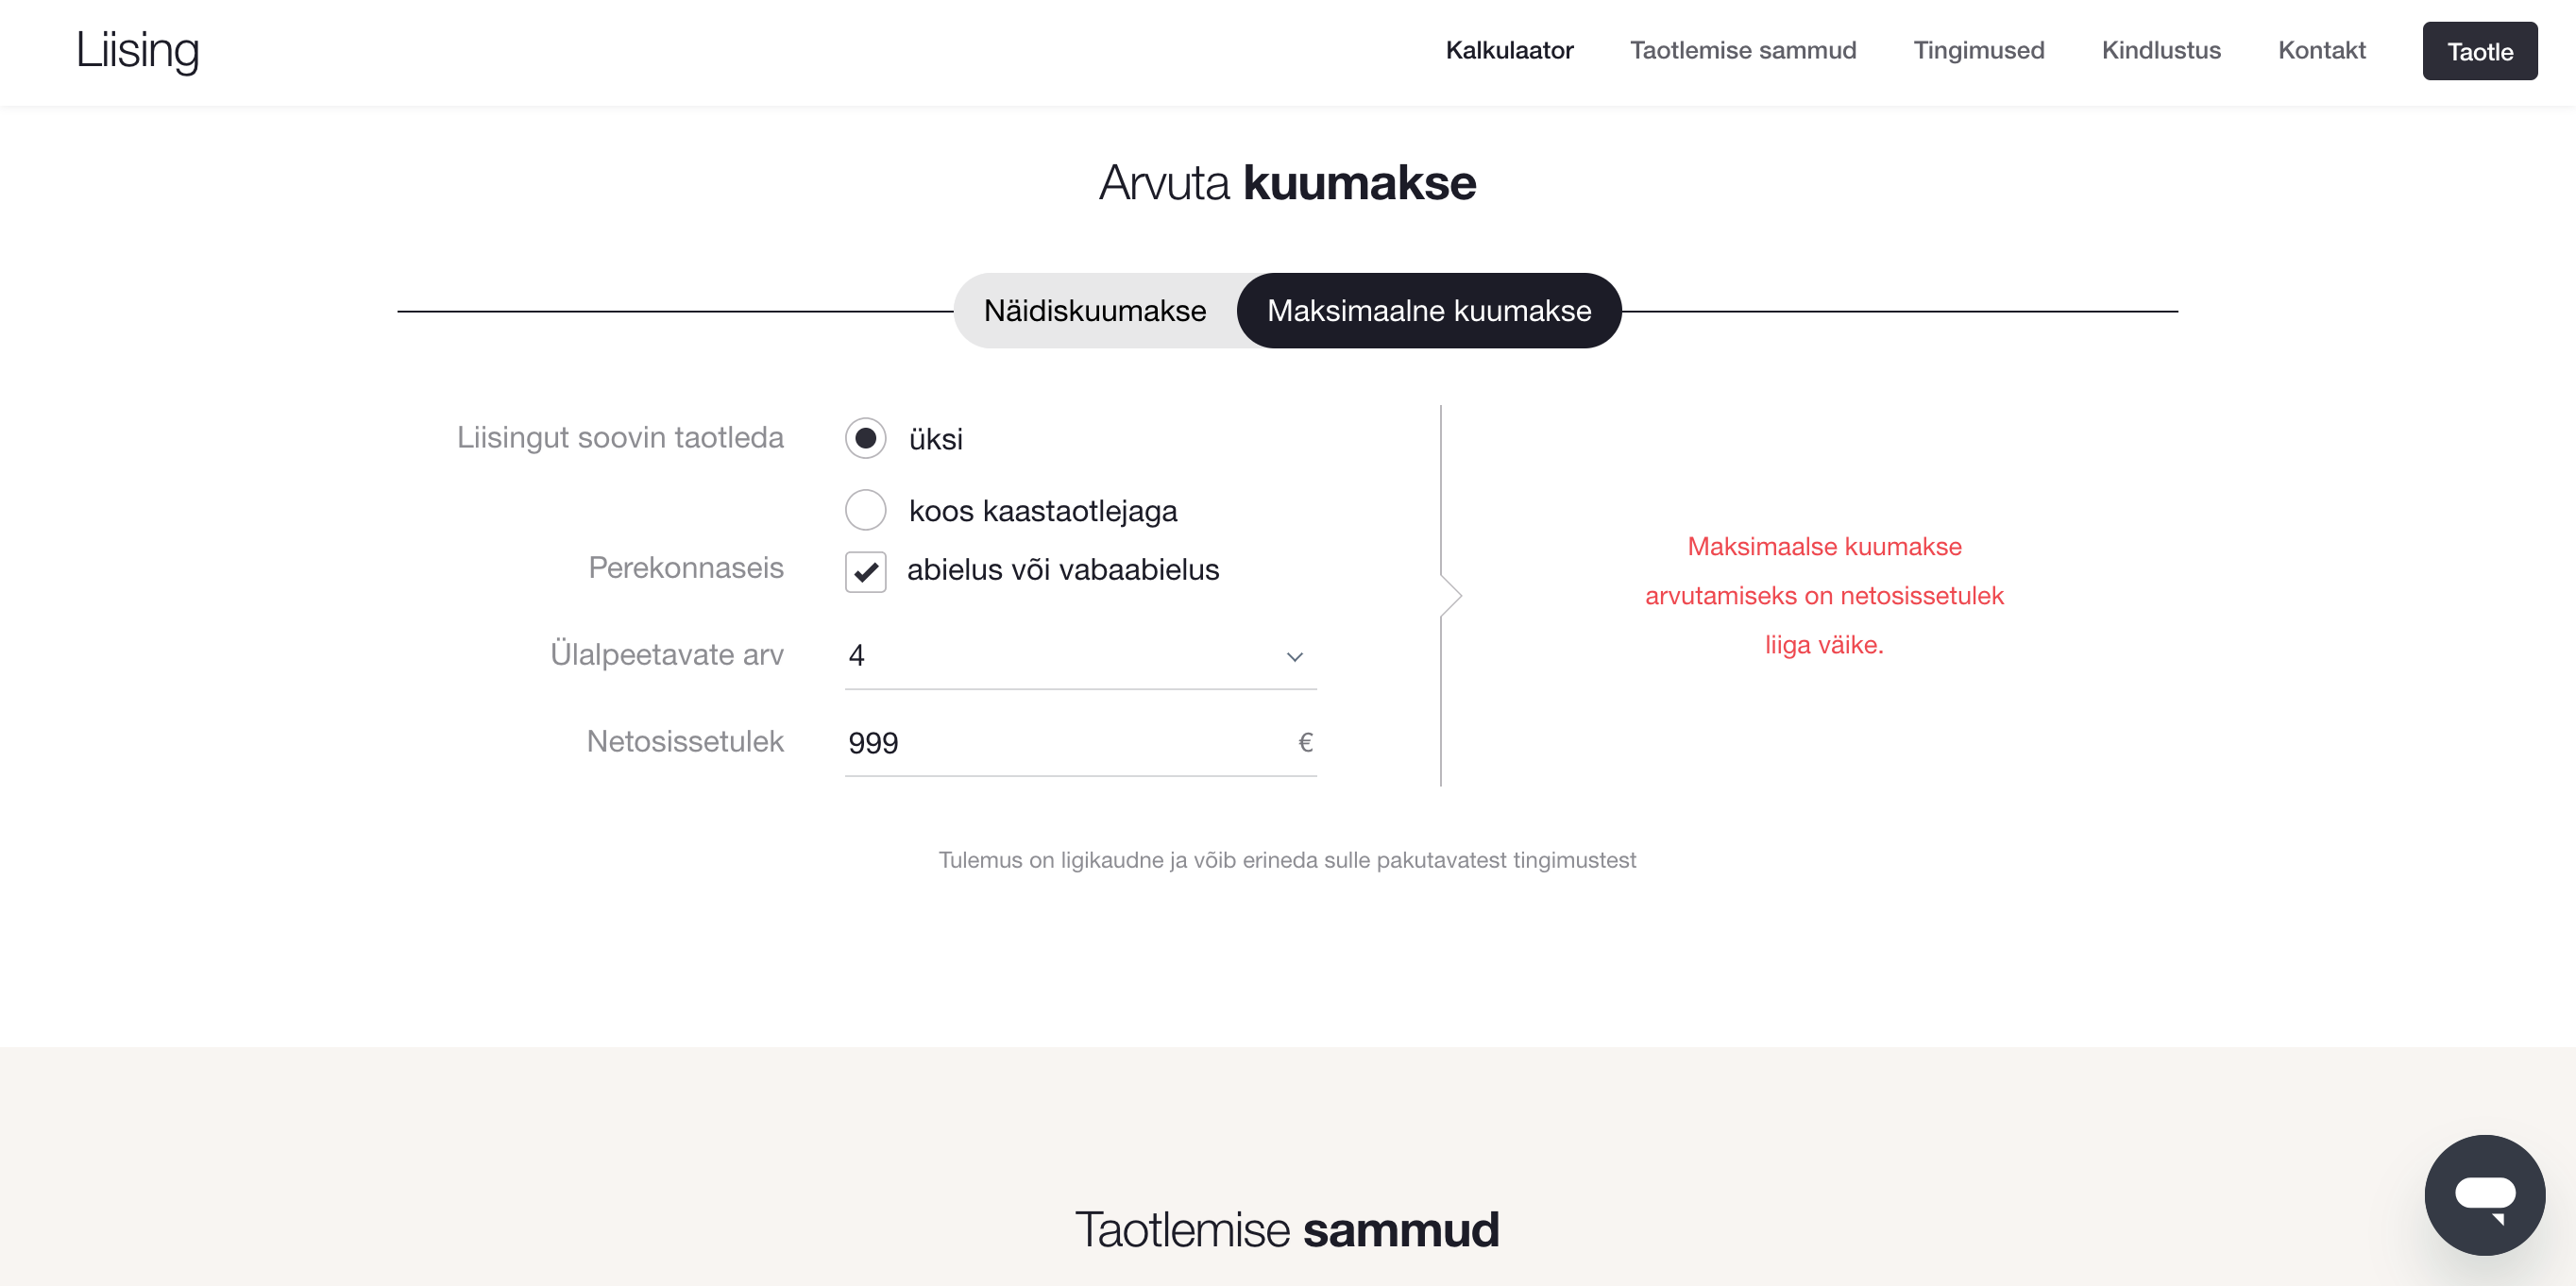 Liising
Kalkulaator
Taotlemise sammud
Tingimused
Kindlustus
Kontakt
Taotle
Arvuta kuumakse
Näidiskuumakse
Maksimaalne kuumakse
Liisingut soovin taotleda
üksi
koos kaastaotlejaga
Perekonnaseis
abielus või vabaabielus
Ülalpeetavate arv
4
Netosissetulek
999
€
Maksimaalse kuumakse
arvutamiseks on netosissetulek
liiga väike.
Tulemus on ligikaudne ja võib erineda sulle pakutavatest tingimustest
Taotlemise sammud